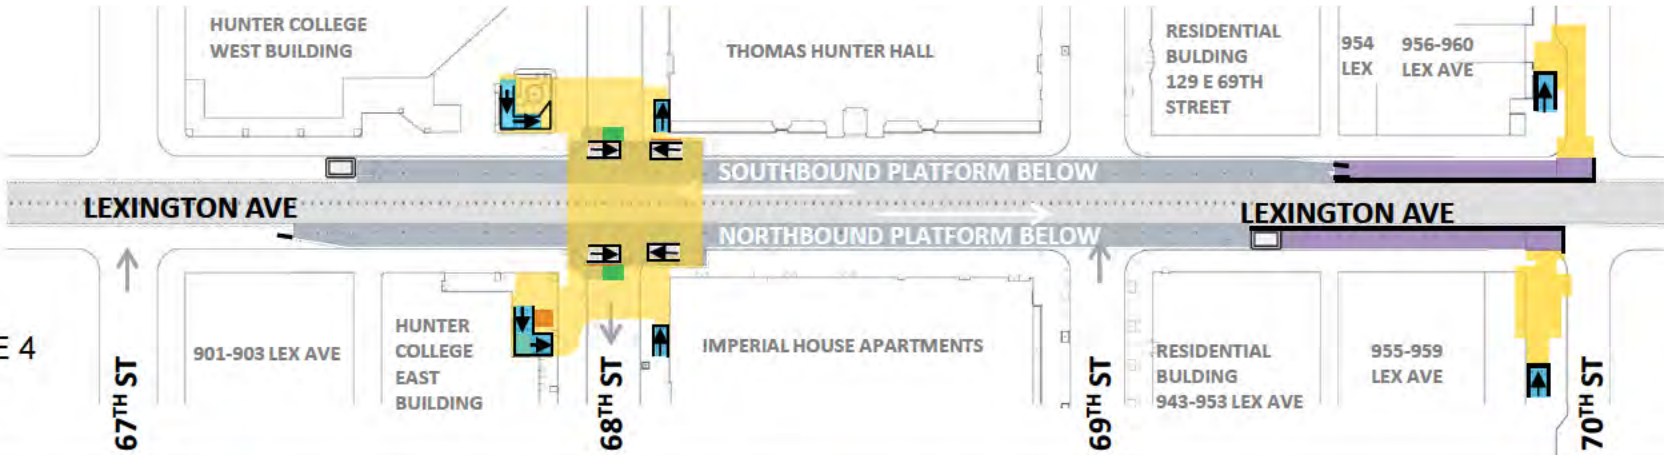 HUNTER COLLEGE
WEST BUILDING
THOMAS HUNTER HALL
RESIDENTIAL
BULDING
129 E 69TH
STREET
954
LEX
956-960
LEX AVE
SOUTHBOUND PLATFORM BELOW
LEXINGTON AVE
LEXINGTON AVE
NORTHBOUND PLATFORM BELOW
E 4
901-903 LEX AVE
HUNTER
COLLEGE
EAST
BUILDING
IMPERIAL HOUSE APARTMENTS
RESIDENTIAL
BULDING
943-953 LEX AVE
955-959
LEX AVE
67TH ST
68TH ST
69TH ST
70TH ST